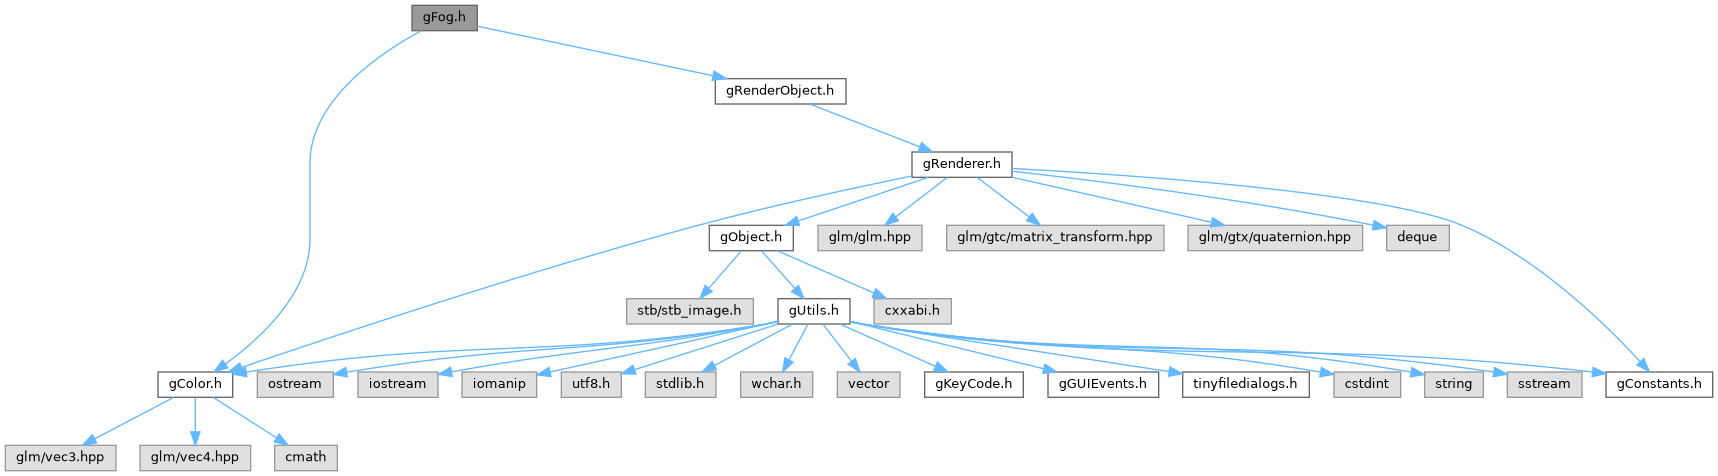 gFog.h
gRenderObject.h
gRenderer.h
gObject.h
glm/glm.hpp
glm/gtc/matrix_transform.hpp
glm/gtx/quaternion.hpp
deque
stb/stb_image.h
gUtils.h
cxxabi.h
gColor.h
ostream
iostream
iomanip
utf8.h
stdlib.h
wchar.h
vector
gKeyCode.h
gGUIEvents.h
tinyfiledialogs.h
cstdint
string
sstream
gConstants.h
glm/vec3.hpp
glm/vec4.hpp
cmath